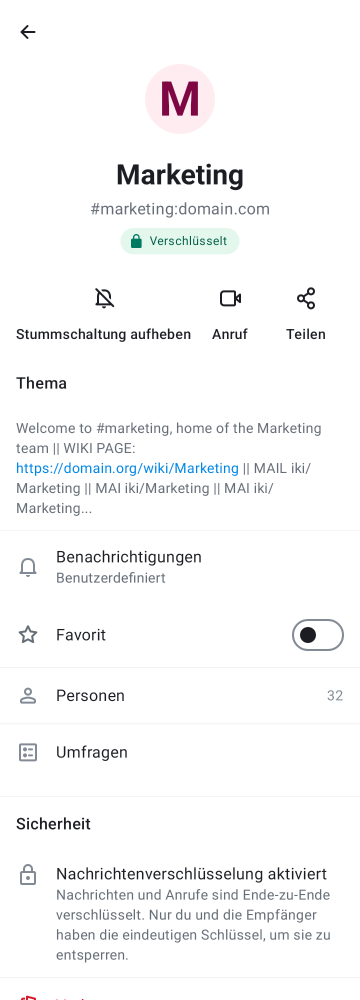 M
Marketing
#marketing:domain.com
Verschlüsselt
Stummschaltung aufheben
Anruf
Teilen
Thema
Welcome to #marketing, home of the Marketing
team || WIKI PAGE:
https://domain.org/wiki/Marketing || MAIL iki/
Marketing || MAI iki/Marketing || MAI iki/
Marketing...
Benachrichtigungen
Benutzerdefiniert
Favorit
Personen 32
Umfragen
Sicherheit
Nachrichtenverschlüsselung aktiviert
Nachrichten und Anrufe sind Ende-zu-Ende
verschlüsselt. Nur du und die Empfänger
haben die eindeutigen Schlüssel, um sie zu
entsperren.